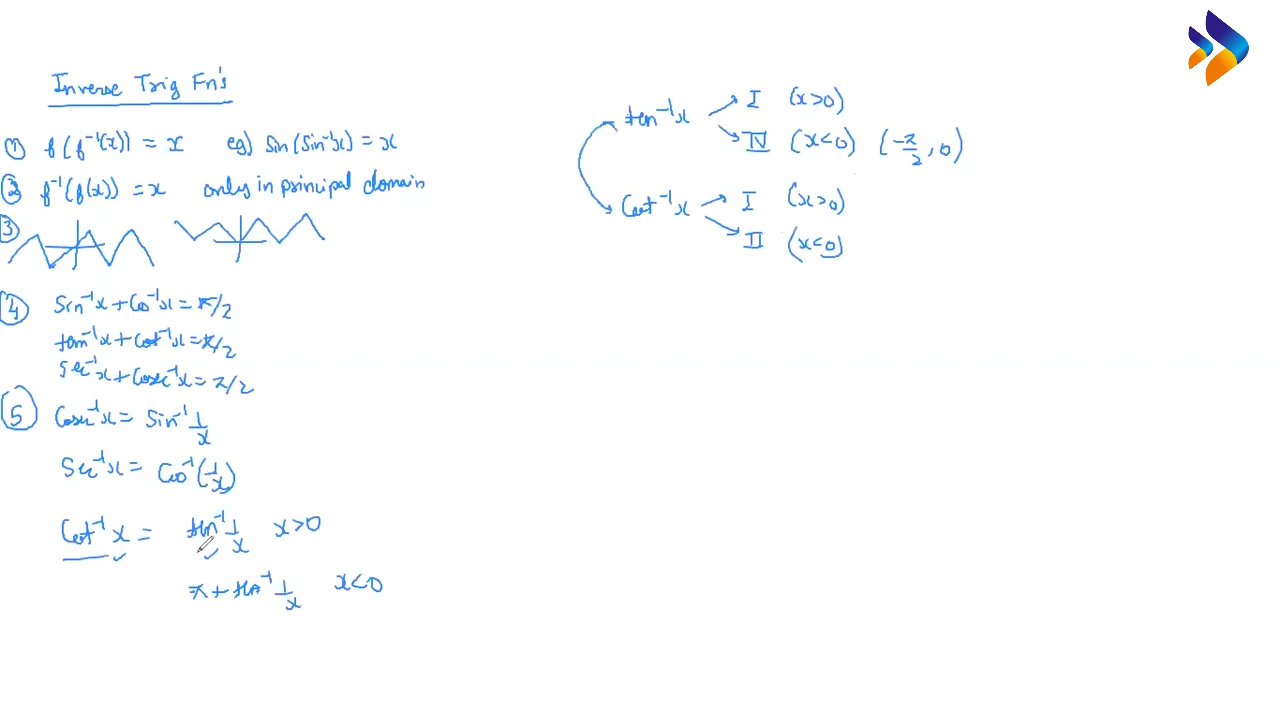 Inverse Trig Fn's
① f(f⁻¹(x)) = x eg) Sin(Sin⁻¹x) = x
② f⁻¹(f(x)) = x only in principal domain
③
④ Sin⁻¹x + Cos⁻¹x = π/2
tan⁻¹x + Cot⁻¹x = π/2
Sec⁻¹x + Cosec⁻¹x = π/2
⑤ Cosec⁻¹x = Sin⁻¹ 1/x
Sec⁻¹x = Cos⁻¹(1/x)
Cot⁻¹x = tan⁻¹ 1/x x>0
π + tan⁻¹ 1/x x<0
tan⁻¹x I (x>0)
IV (x<0) (-π/2, 0)
Cot⁻¹x I (x>0)
II (x<0)